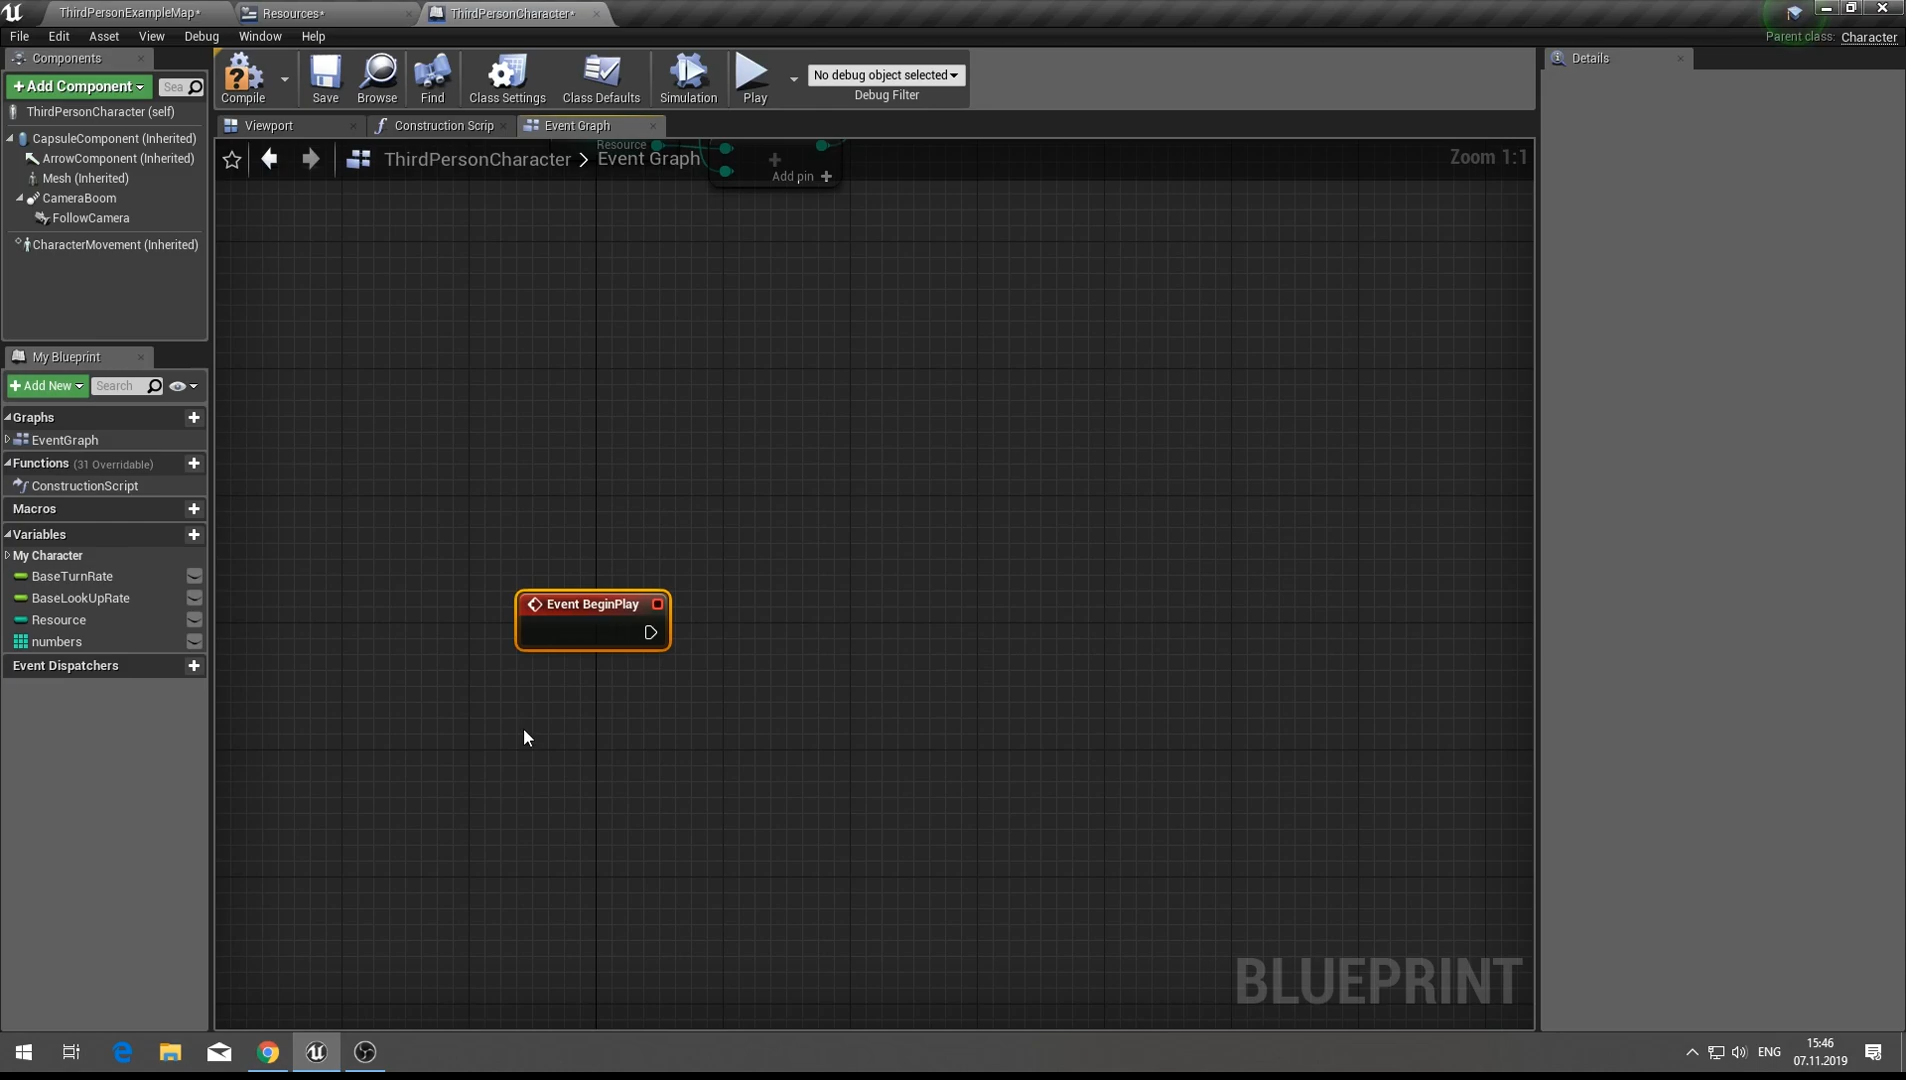 ThirdPersonExampleMap*
Resources*
ThirdPersonCharacter*
File Edit Asset View Debug Window Help
Parent class: Character
Components
+Add Component
Sea
ThirdPersonCharacter (self)
CapsuleComponent (Inherited)
ArrowComponent (Inherited)
Mesh (Inherited)
CameraBoom
FollowCamera
CharacterMovement (Inherited)
Compile
Save
Browse
Find
Class Settings
Class Defaults
Simulation
Play
No debug object selected
Debug Filter
Details
Viewport
Construction Scrip
Event Graph
ThirdPersonCharacter > Event Graph
Zoom 1:1
Resource
Add pin +
My Blueprint
+Add New
Search
Graphs
EventGraph
Functions (31 Overridable)
ConstructionScript
Macros
Variables
My Character
BaseTurnRate
BaseLookUpRate
Resource
numbers
Event Dispatchers
Event BeginPlay
BLUEPRINT
ENG
15:46
07.11.2019